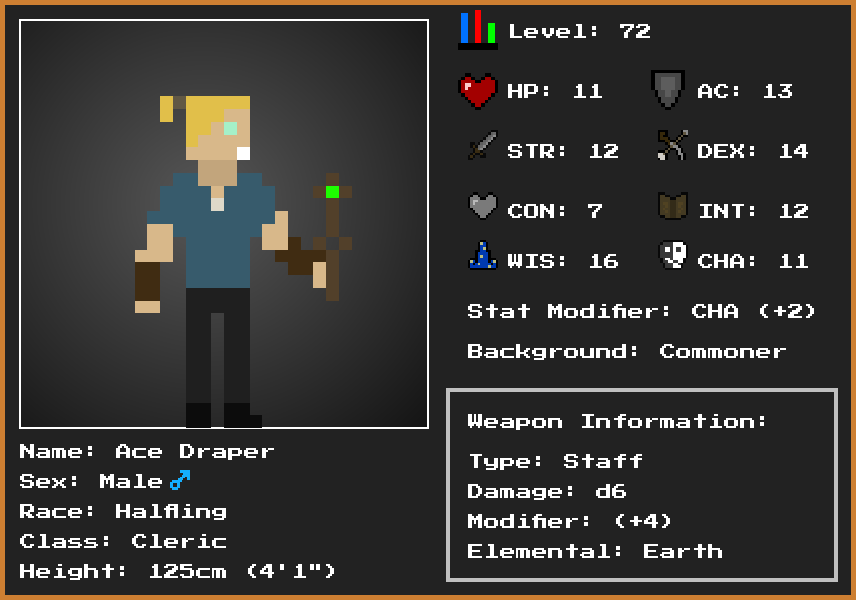 Level: 72
HP: 11 AC: 13
STR: 12 DEX: 14
CON: 7 INT: 12
WIS: 16 CHA: 11
Stat Modifier: CHA (+2)
Background: Commoner
Weapon Information:
Type: Staff
Damage: d6
Modifier: (+4)
Elemental: Earth
Name: Ace Draper
Sex: Male ♂
Race: Halfling
Class: Cleric
Height: 125cm (4'1")